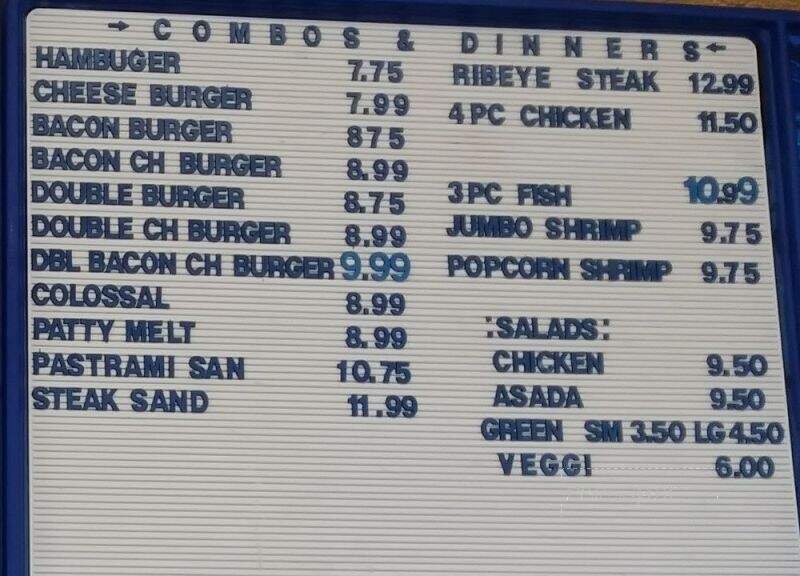 → COMBOS & DINNERS ←
HAMBUGER 7.75
CHEESE BURGER 7.99
BACON BURGER 875
BACON CH BURGER 8.99
DOUBLE BURGER 8.75
DOUBLE CH BURGER 8.99
DBL BACON CH BURGER 9.99
COLOSSAL 8.99
PATTY MELT 8.99
PASTRAMI SAN 10.75
STEAK SAND 11.99
RIBEYE STEAK 12.99
4PC CHICKEN 11.50
3PC FISH 10.99
JUMBO SHRIMP 9.75
POPCORN SHRIMP 9.75
:SALADS:
CHICKEN 9.50
ASADA 9.50
GREEN SM 3.50 LG 4.50
VEGGI 6.00